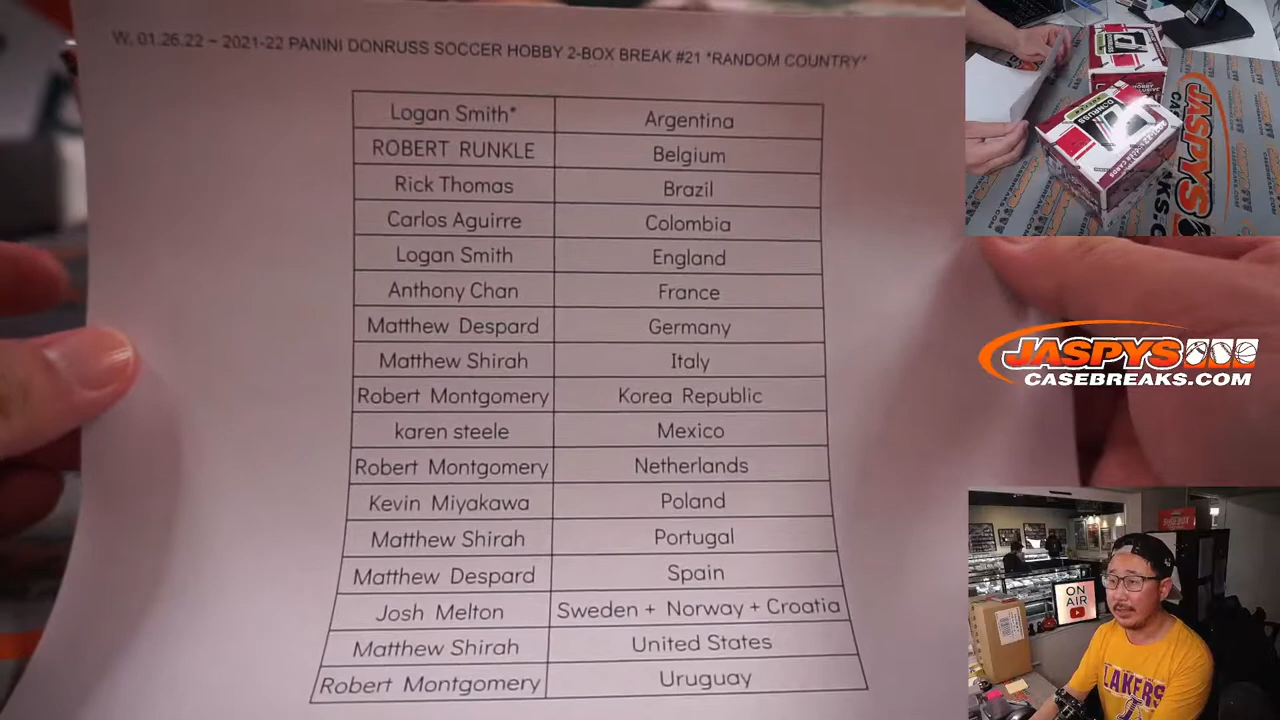 W, 01.26.22 ~ 2021-22 PANINI DONRUSS SOCCER HOBBY 2-BOX BREAK #21 *RANDOM COUNTRY*
Logan Smith* Argentina
ROBERT RUNKLE Belgium
Rick Thomas Brazil
Carlos Aguirre Colombia
Logan Smith England
Anthony Chan France
Matthew Despard Germany
Matthew Shirah Italy
Robert Montgomery Korea Republic
karen steele Mexico
Robert Montgomery Netherlands
Kevin Miyakawa Poland
Matthew Shirah Portugal
Matthew Despard Spain
Josh Melton Sweden + Norway + Croatia
Matthew Shirah United States
Robert Montgomery Uruguay
DONRUSS
JASPYS
JASPYS
CASEBREAKS.COM
ON
AIR
LAKERS